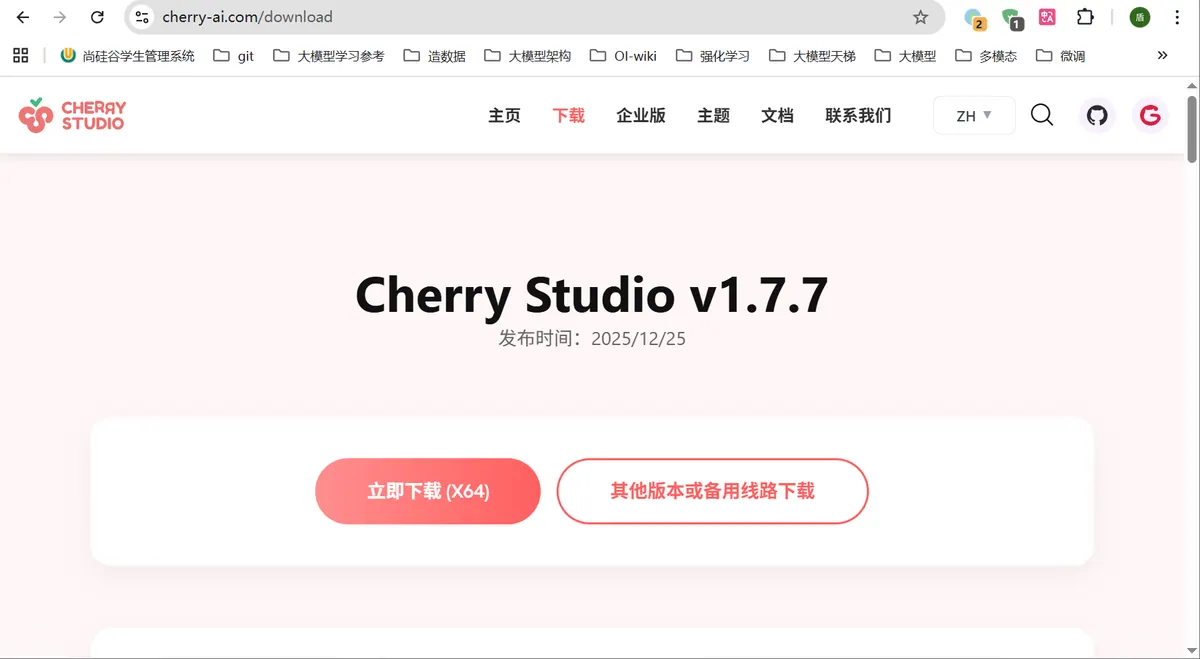 cherry-ai.com/download
2
1
盾
尚硅谷学生管理系统 git 大模型学习参考 造数据 大模型架构 OI-wiki 强化学习 大模型天梯 大模型 多模态 微调 »
CHERRY
STUDIO
主页 下载 企业版 主题 文档 联系我们 ZH
Cherry Studio v1.7.7
发布时间：2025/12/25
立即下载 (X64) 其他版本或备用线路下载